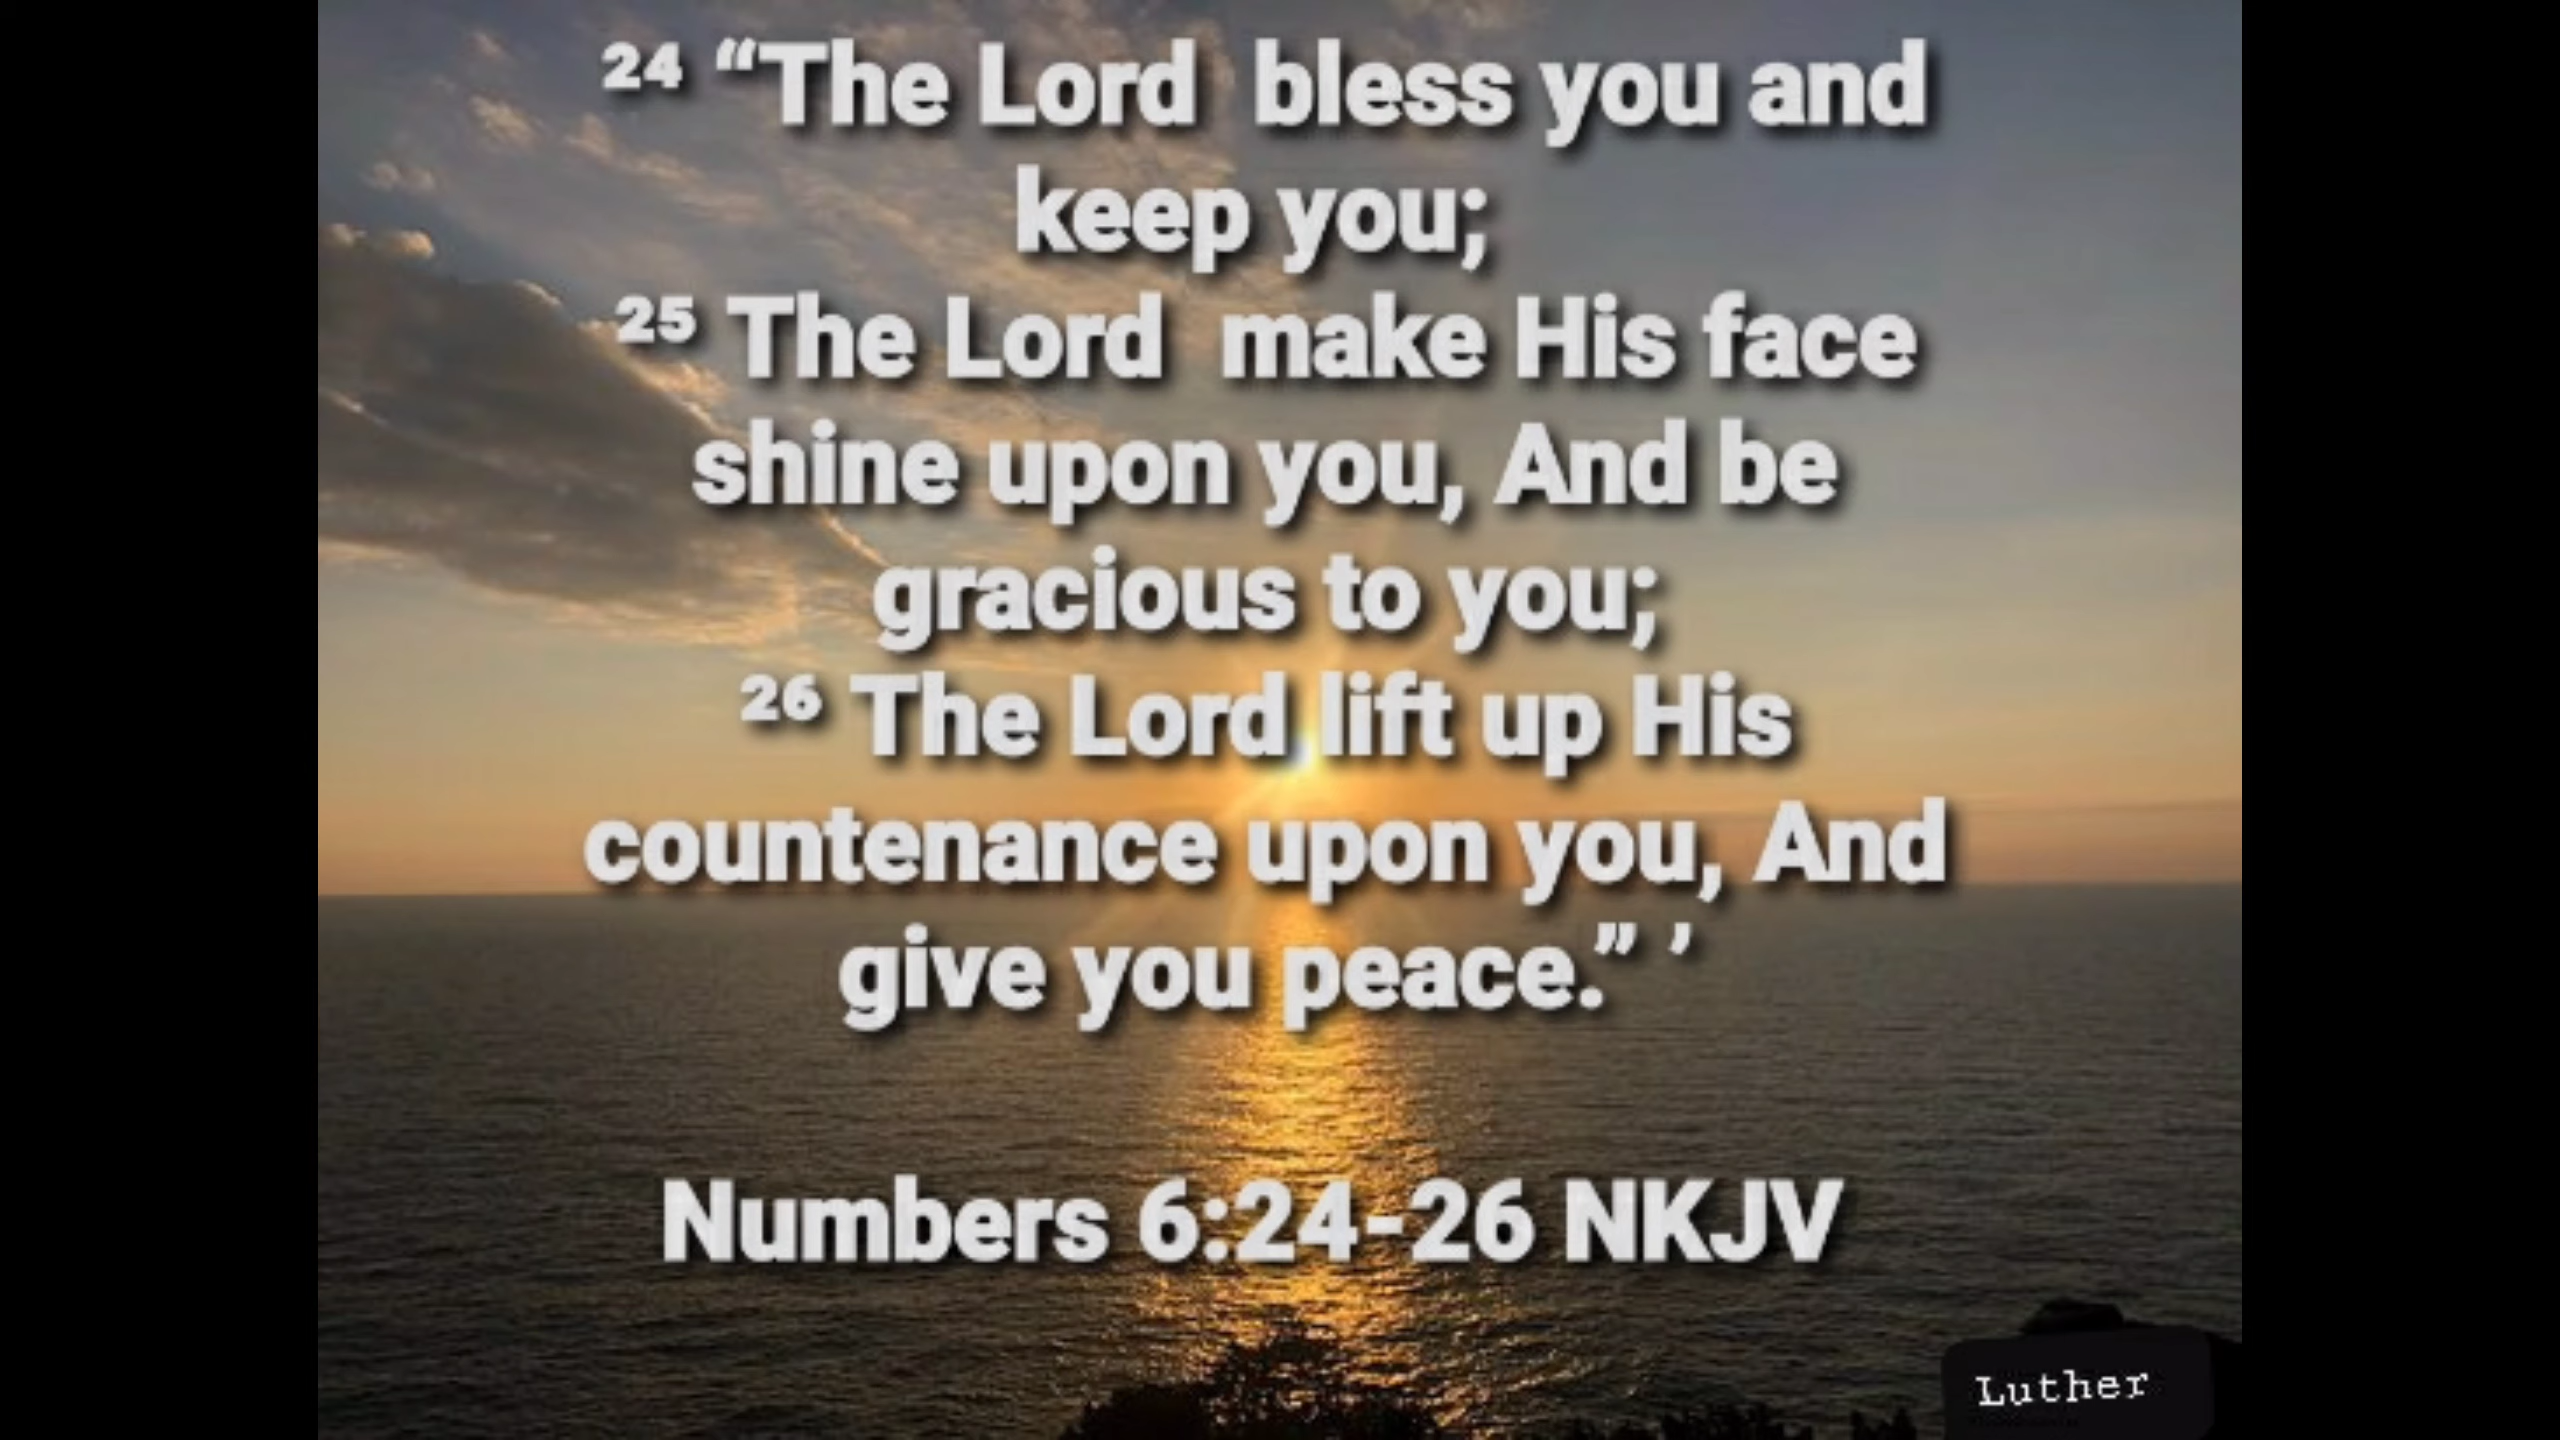 ²⁴ “The Lord bless you and
keep you;
²⁵ The Lord make His face
shine upon you, And be
gracious to you;
²⁶ The Lord lift up His
countenance upon you, And
give you peace.” ’
Numbers 6:24-26 NKJV
Luther